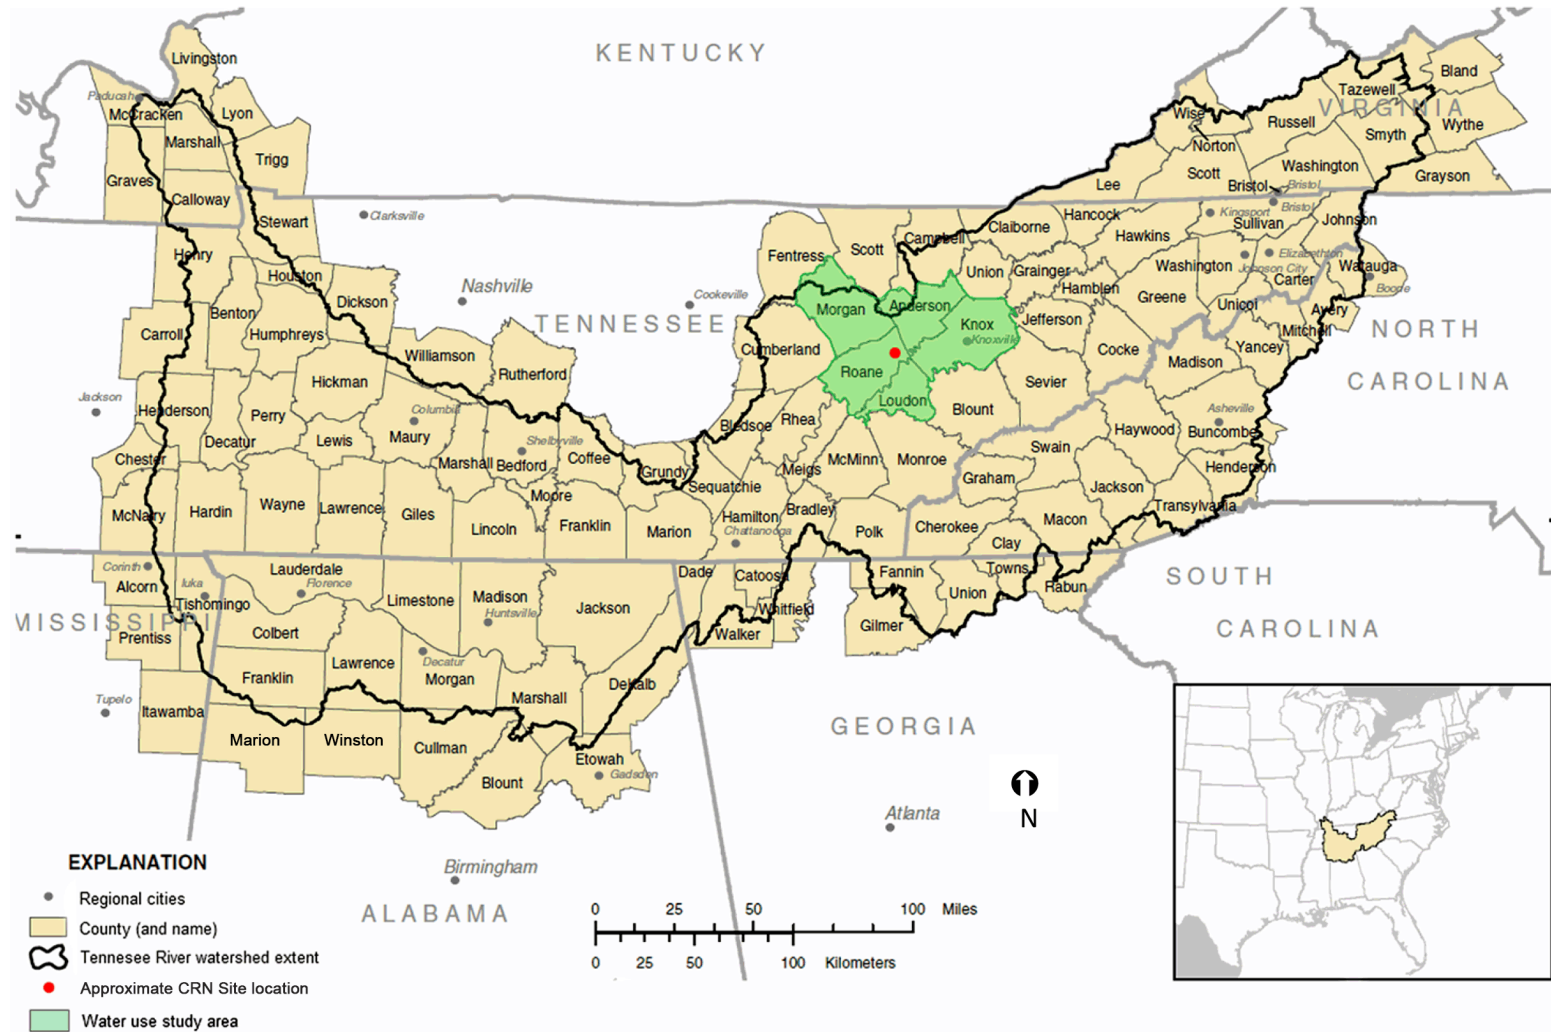 KENTUCKY
Livingston
Bland
Tazewell
Paducah
McCracken
Lyon
VIRGINIA
Wise
Russell
Wythe
Smyth
Marshall
Norton
Trigg
Washington
Scott
Grayson
Graves
Lee
Bristol
Bristol
Calloway
Clarksville
Stewart
Hancock
Kingsport
Bristol
Johnson
Claiborne
Sullivan
Hawkins
Campbell
Scott
Henry
Fentress
Elizabethton
Washington
Johnson City
Watauga
Union
Grainger
Carter
Houston
Hamblen
Boone
Nashville
Cookeville
Dickson
Greene
Unicoi
Morgan
Anderson
Avery
Benton
TENNESSEE
Knox
Jefferson
NORTH
Mitchell
Carroll
Humphreys
Knoxville
Cumberland
Cocke
Yancey
Williamson
Madison
Roane
Rutherford
Hickman
Sevier
CAROLINA
Jackson
Loudon
Henderson
Columbia
Perry
Blount
Asheville
Rhea
Bledsoe
Haywood
Buncombe
Maury
Lewis
Decatur
Shelbyville
Swain
Chester
Marshall
Bedford
Coffee
McMinn
Monroe
Grundy
Meigs
Henderson
Graham
Sequatchie
Jackson
Moore
Wayne
Lawrence
Transylvania
Hardin
McNairy
Giles
Bradley
Hamilton
Macon
Lincoln
Franklin
Marion
Chattanooga
Polk
Cherokee
Clay
Corinth
Lauderdale
Dade
Catoosa
Fannin
Towns
SOUTH
Alcorn
Iuka
Florence
Rabun
Union
Tishomingo
Limestone
Madison
Jackson
Whitfield
Huntsville
MISSISSIPPI
Prentiss
Colbert
Walker
Gilmer
CAROLINA
Lawrence
Decatur
Franklin
Morgan
DeKalb
Tupelo
Itawamba
Marshall
GEORGIA
Marion
Winston
Cullman
Etowah
Gadsden
Blount
N
Atlanta
Birmingham
ALABAMA
EXPLANATION
Regional cities
County (and name)
Tennessee River watershed extent
Approximate CRN Site location
Water use study area
0 25 50 100 Miles
0 25 50 100 Kilometers